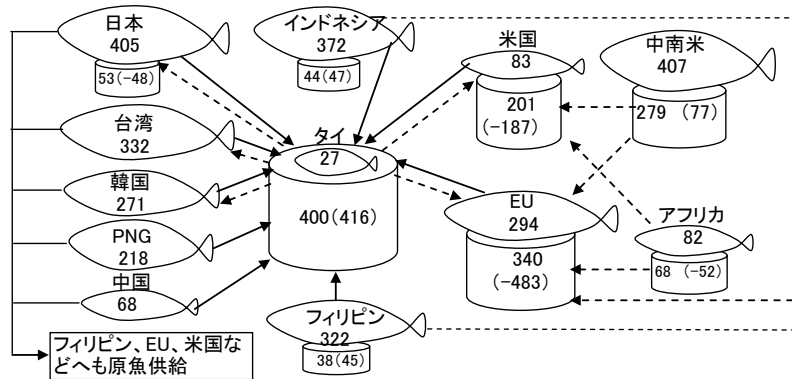 日本
405
53(-48)
インドネシア
372
44(47)
米国
83
201
(-187)
中南米
407
279 (77)
台湾
332
タイ
27
400(416)
韓国
271
EU
294
340
(-483)
アフリカ
82
68 (-52)
PNG
218
中国
68
フィリピン
322
38(45)
フィリピン、EU、米国な
どへも原魚供給